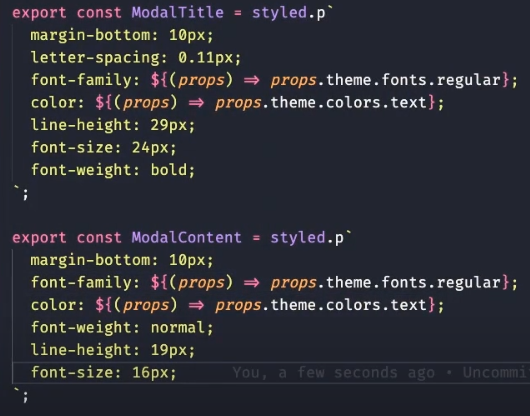 export const ModalTitle = styled.p`
  margin-bottom: 10px;
  letter-spacing: 0.11px;
  font-family: ${(props) => props.theme.fonts.regular};
  color: ${(props) => props.theme.colors.text};
  line-height: 29px;
  font-size: 24px;
  font-weight: bold;
`;
export const ModalContent = styled.p`
  margin-bottom: 10px;
  font-family: ${(props) => props.theme.fonts.regular};
  color: ${(props) => props.theme.colors.text};
  font-weight: normal;
  line-height: 19px;
  font-size: 16px; You, a few seconds ago • Uncommi
`;